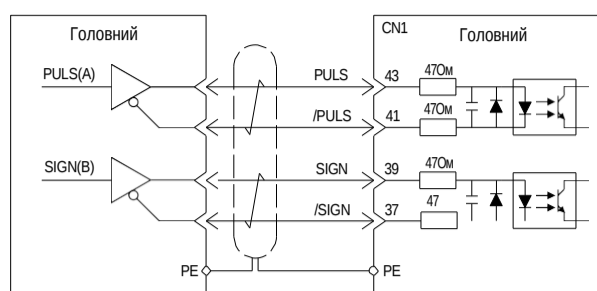 Головний
CN1
Головний
PULS(A)
PULS
43
47Ом
/PULS
41
47Ом
SIGN(B)
SIGN
39
47Ом
/SIGN
37
47
PE
PE